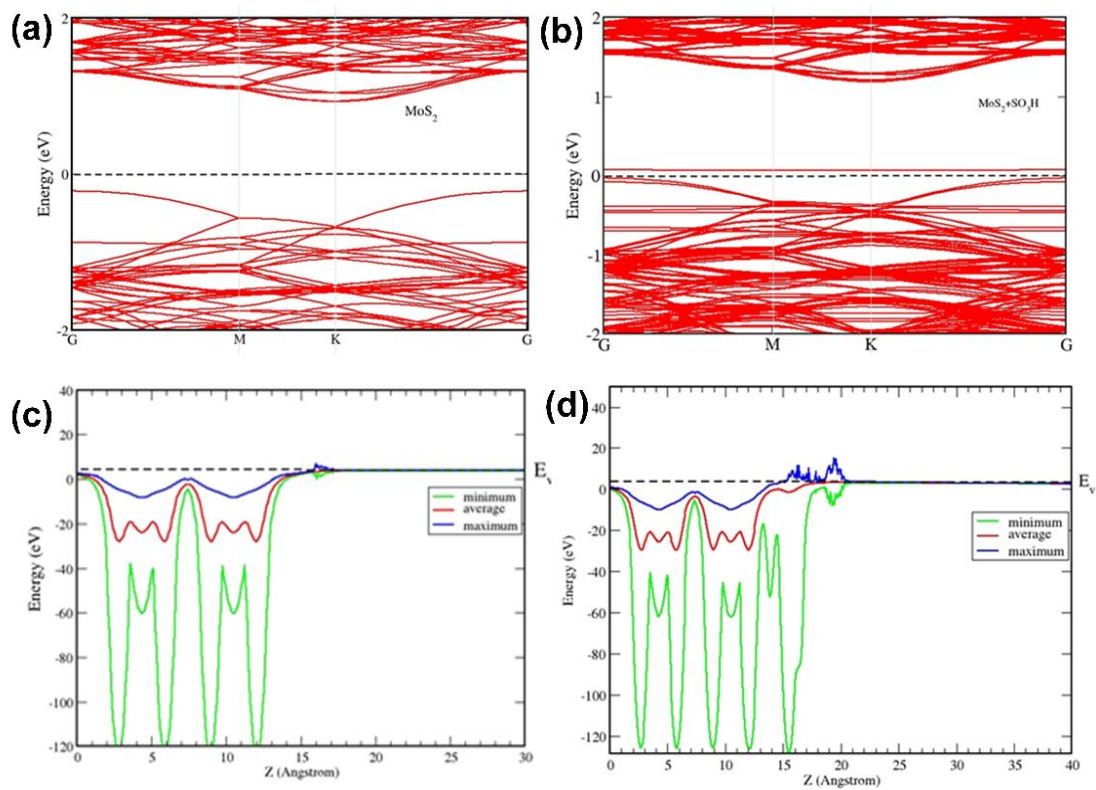 (a)
2
1
0
-1
-2
Energy (eV)
MoS2
G M K G
(b)
2
1
0
-1
-2
Energy (eV)
MoS2+SO3H
G M K G
(c)
40
20
0
-20
-40
-60
-80
-100
-120
Energy (eV)
Ev
minimum
average
maximum
0 5 10 15 20 25 30
Z (Angstrom)
(d)
40
20
0
-20
-40
-60
-80
-100
-120
Energy (eV)
Ev
minimum
average
maximum
0 5 10 15 20 25 30 35 40
Z (Angstrom)